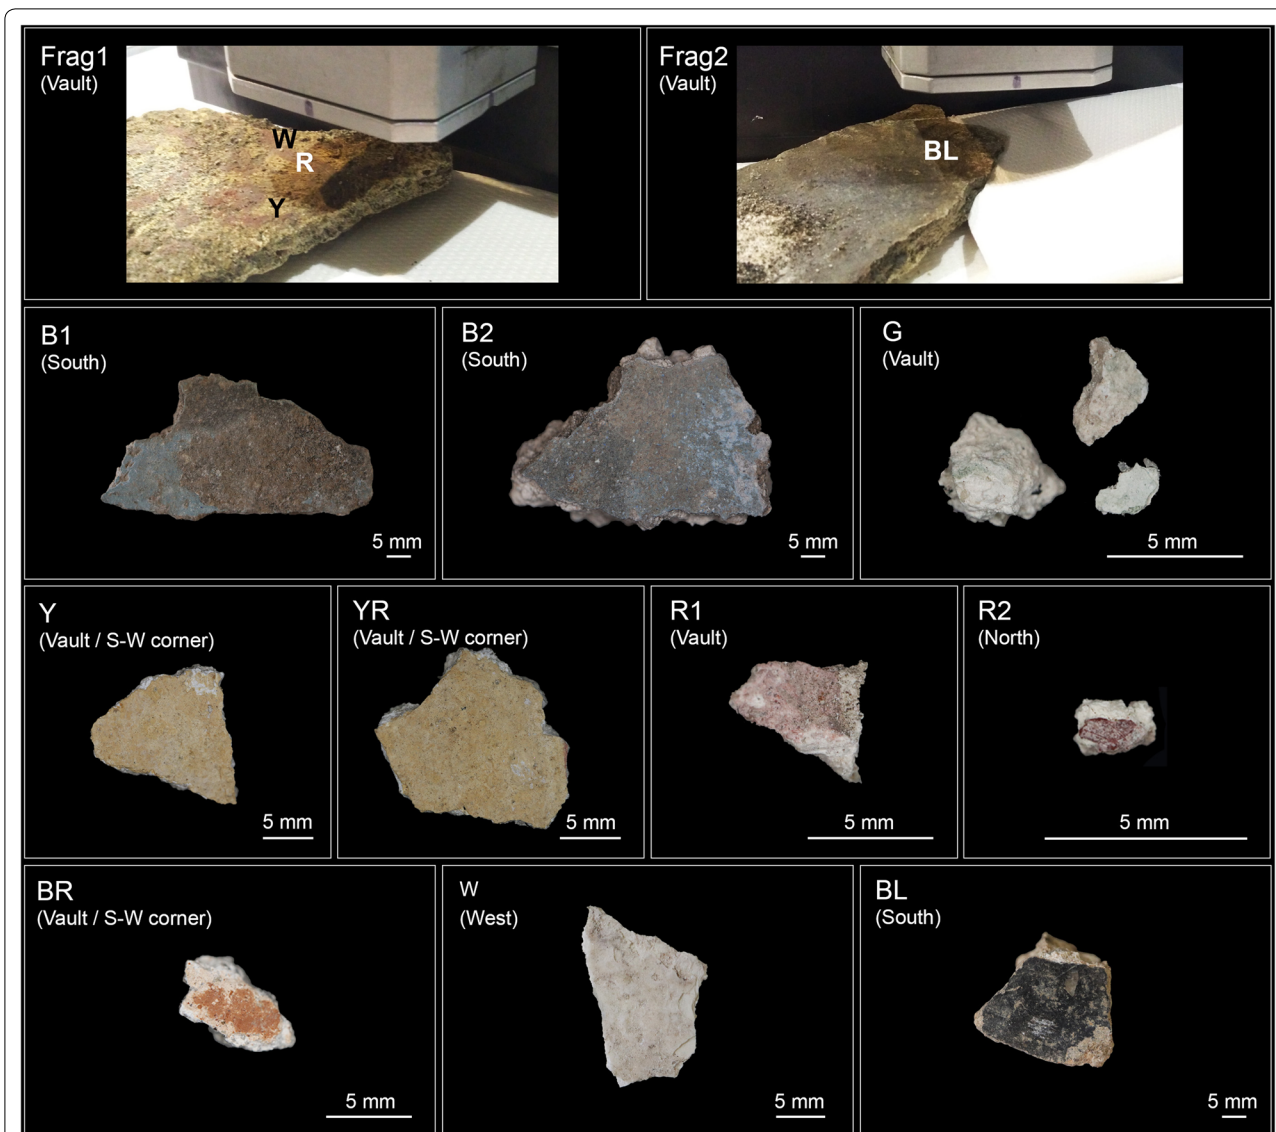 Frag1
(Vault)
W
R
Y
Frag2
(Vault)
BL
B1
(South)
5 mm
B2
(South)
5 mm
G
(Vault)
5 mm
Y
(Vault / S-W corner)
5 mm
YR
(Vault / S-W corner)
5 mm
R1
(Vault)
5 mm
R2
(North)
5 mm
BR
(Vault / S-W corner)
5 mm
W
(West)
5 mm
BL
(South)
5 mm